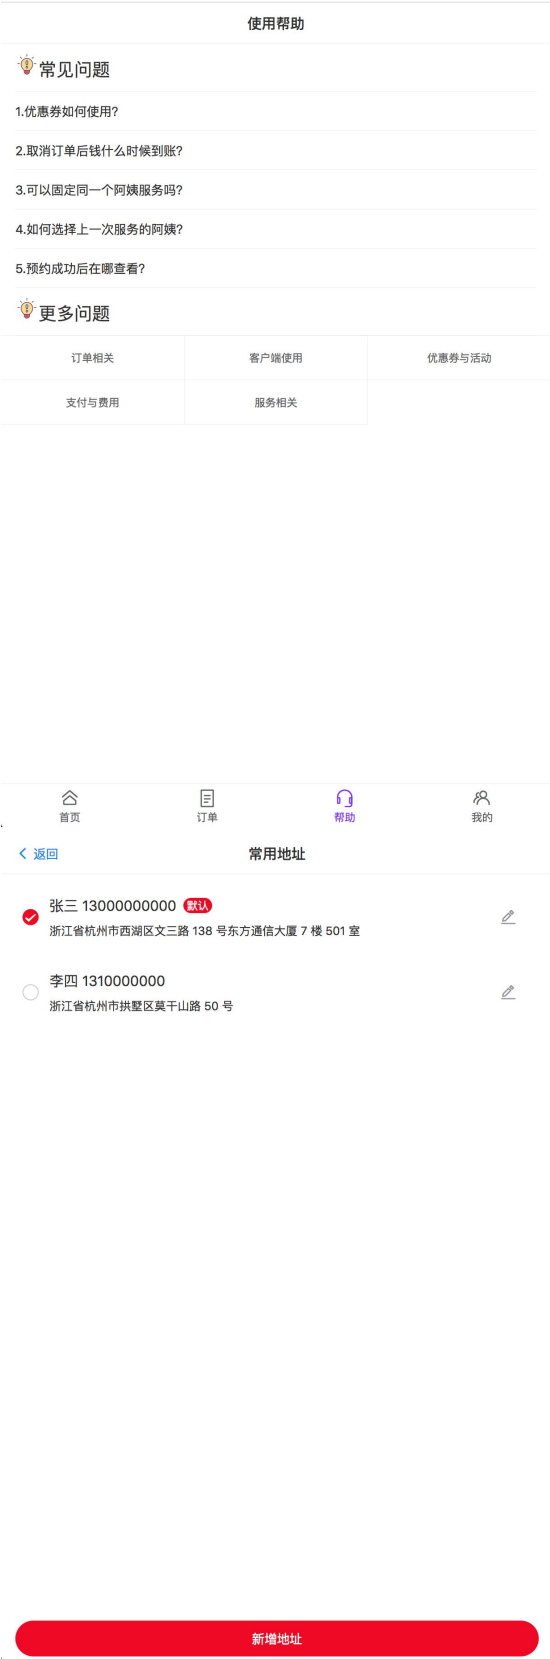 使用帮助
常见问题
1.优惠券如何使用?
2.取消订单后钱什么时候到账?
3.可以固定同一个阿姨服务吗?
4.如何选择上一次服务的阿姨?
5.预约成功后在哪查看?
更多问题
订单相关 客户端使用 优惠券与活动
支付与费用 服务相关
首页 订单 帮助 我的
返回 常用地址
张三 13000000000 默认
浙江省杭州市西湖区文三路 138 号东方通信大厦 7 楼 501 室
李四 1310000000
浙江省杭州市拱墅区莫干山路 50 号
新增地址